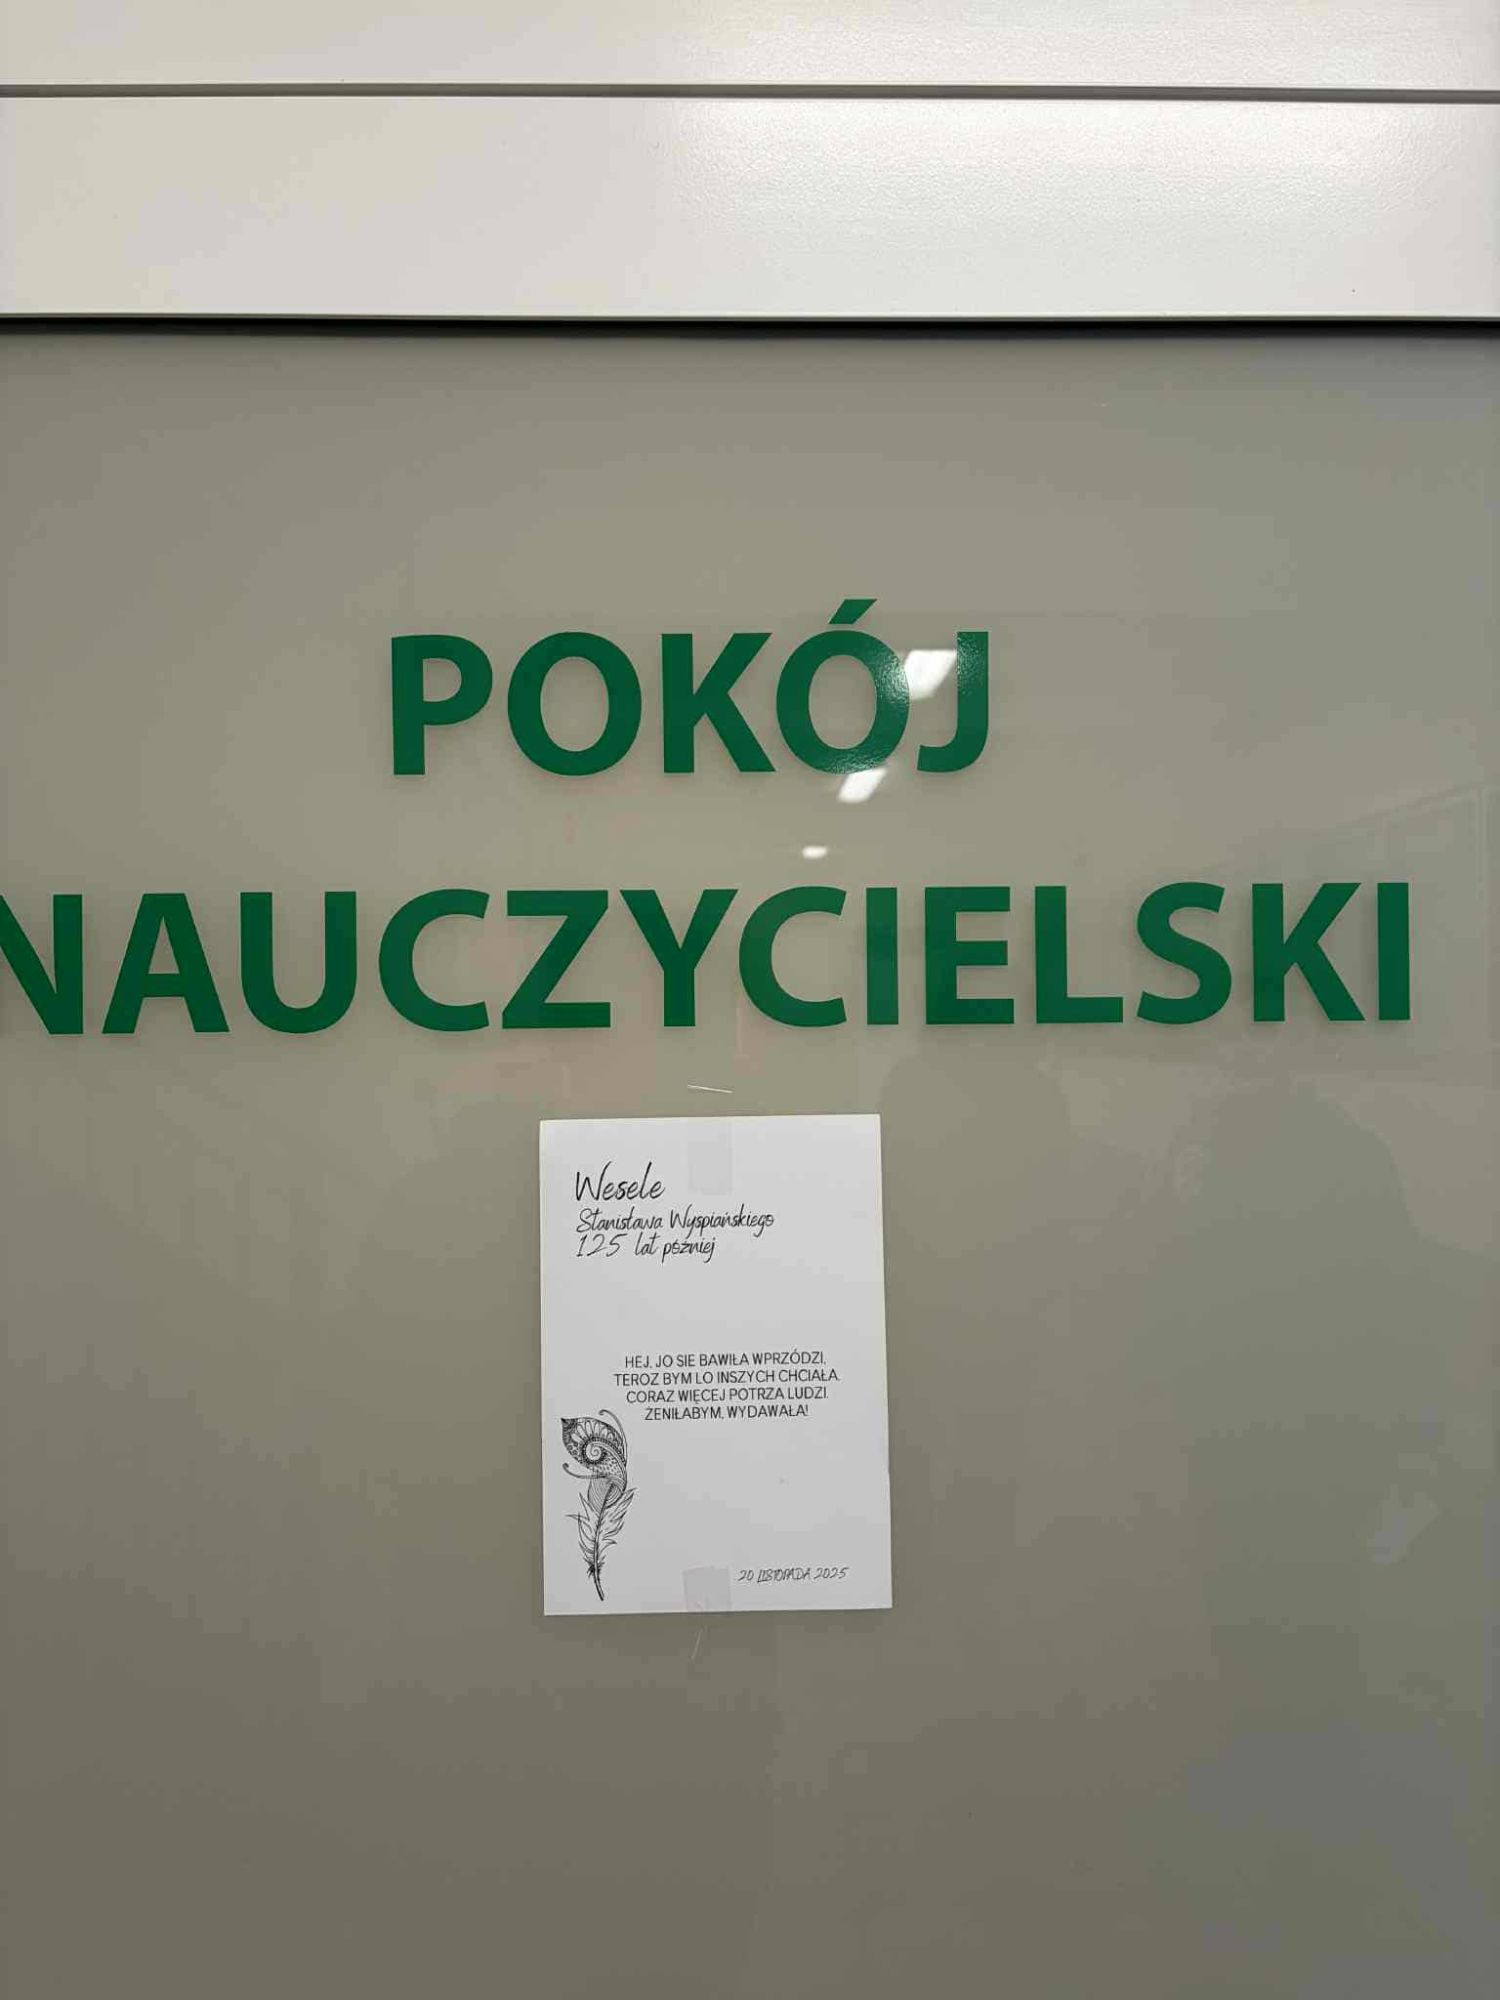 POKÓJ
NAUCZYCIELSKI
Wesele
Stanisława Wyspiańskiego
125 lat później
HEJ, JO SIE BAWIŁA WPRZÓDZI,
TEROZ BYM LO INSZYCH CHCIAŁA.
CORAZ WIĘCEJ POTRZA LUDZI.
ŻENIŁABYM, WYDAWAŁA!
20 LISTOPADA 2025